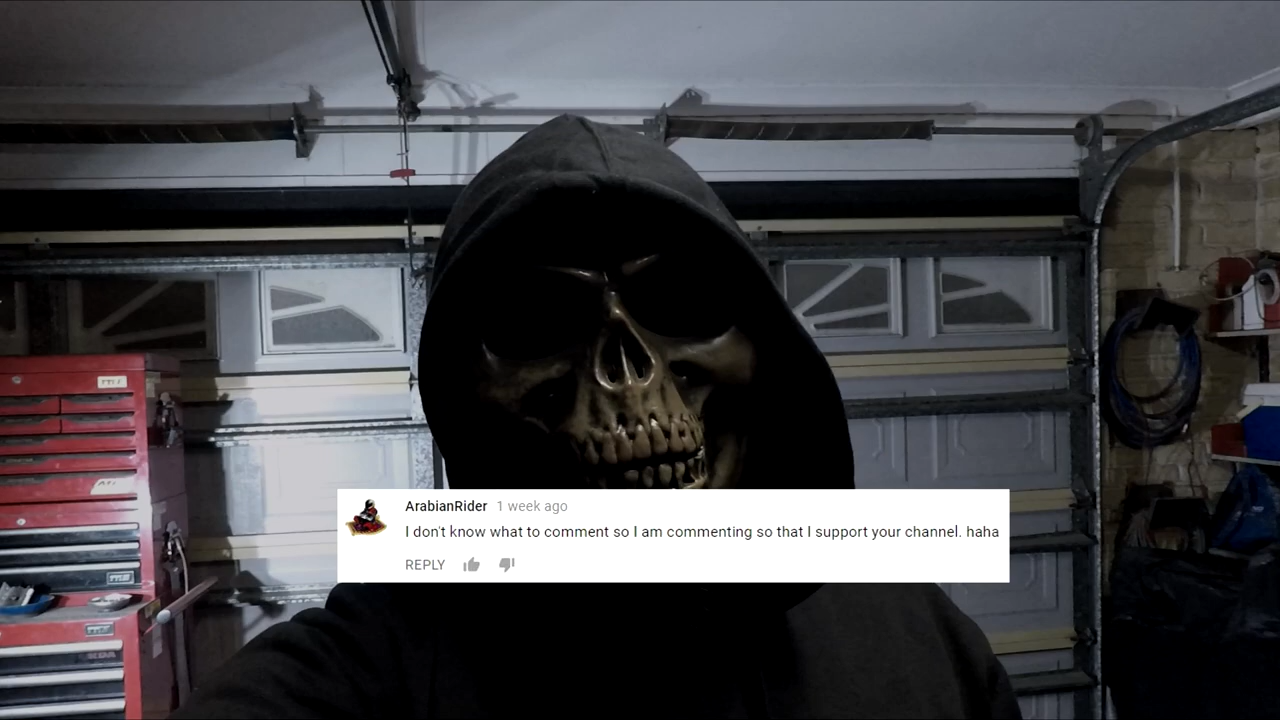 ArabianRider 1 week ago
I don't know what to comment so I am commenting so that I support your channel. haha
REPLY